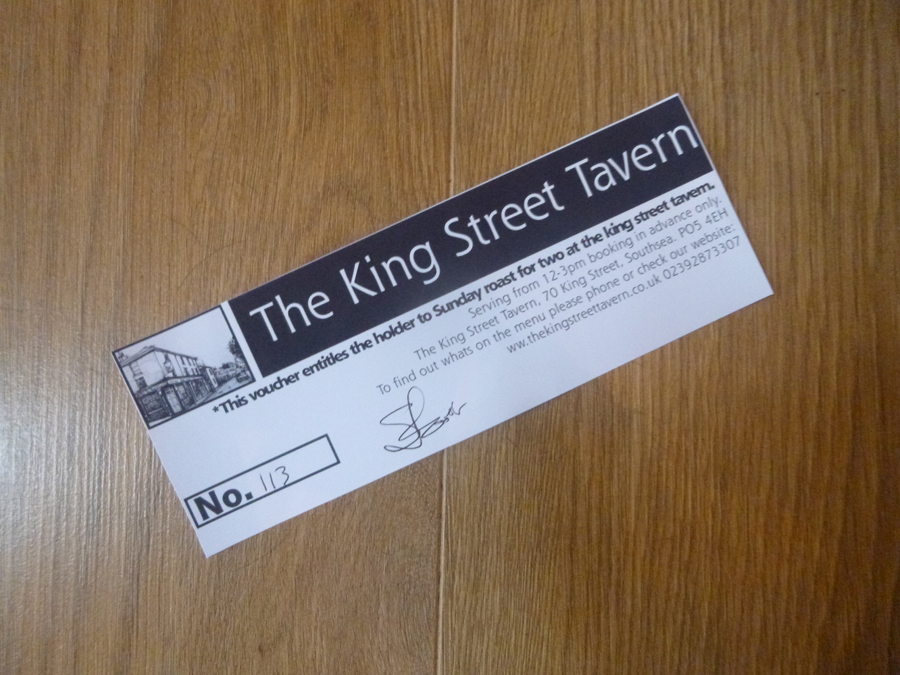 The King Street Tavern
*This voucher entitles the holder to Sunday roast for two at the king street tavern.
Serving from 12-3pm booking in advance only.
The King Street Tavern, 70 King Street, Southsea. PO5 4EH
To find out whats on the menu please phone or check our website:
ww.thekingstreettavern.co.uk 02392873307
No. 113